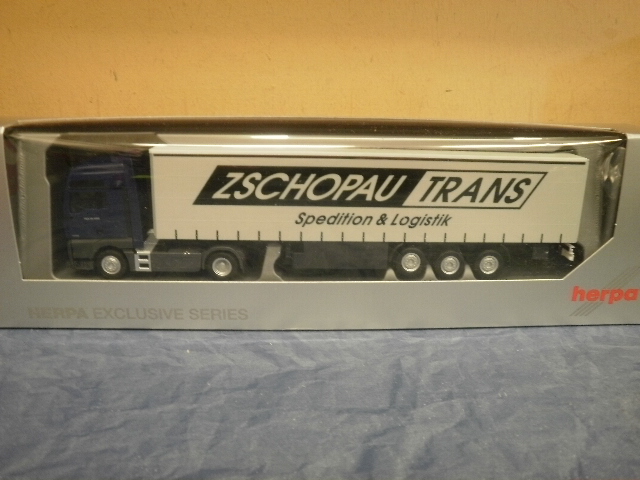 ZSCHOPAU TRANS
Spedition & Logistik
herpa
HERPA EXCLUSIVE SERIES